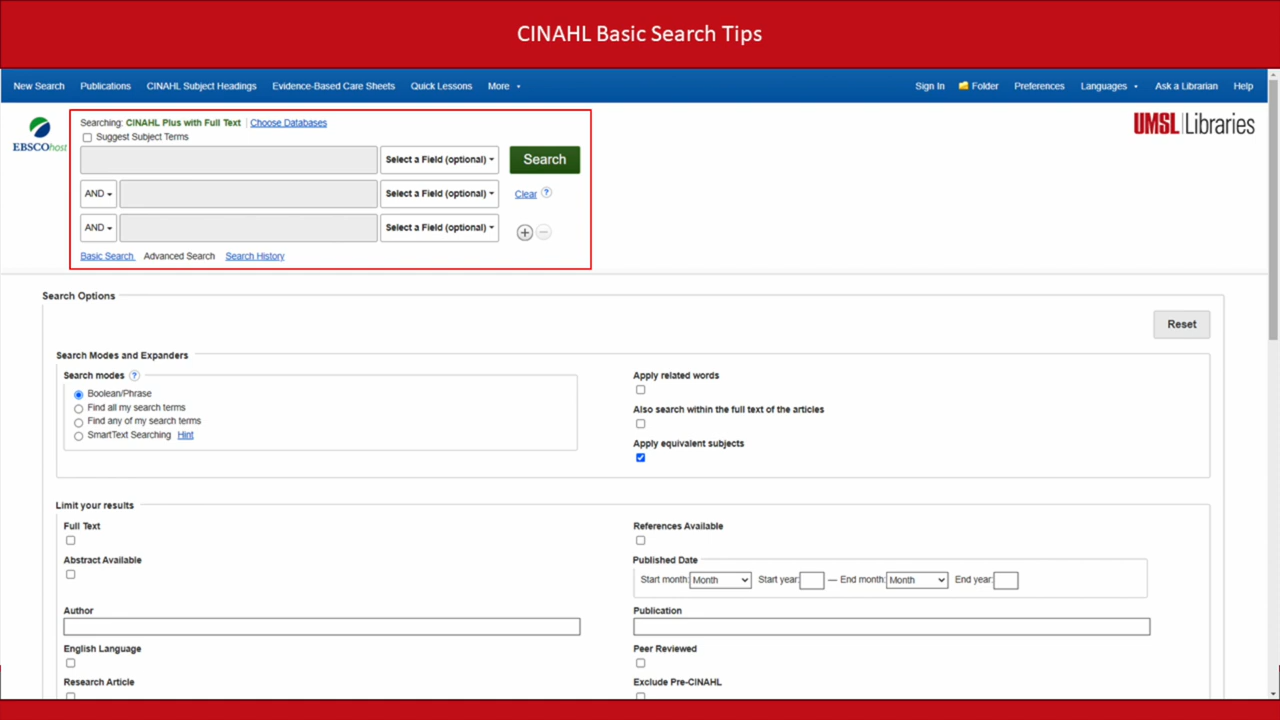 CINAHL Basic Search Tips
New Search Publications CINAHL Subject Headings Evidence-Based Care Sheets Quick Lessons More Sign In Folder Preferences Languages Ask a Librarian Help
EBSCOhost
Searching: CINAHL Plus with Full Text Choose Databases
UMSL Libraries
Suggest Subject Terms
Select a Field (optional) Search
AND Select a Field (optional) Clear ?
AND Select a Field (optional) + −
Basic Search Advanced Search Search History
Search Options
Reset
Search Modes and Expanders
Search modes ?
Boolean/Phrase
Find all my search terms
Find any of my search terms
SmartText Searching Hint
Apply related words
Also search within the full text of the articles
Apply equivalent subjects
Limit your results
Full Text
References Available
Abstract Available
Published Date
Start month: Month Start year: — End month: Month End year:
Author
Publication
English Language
Peer Reviewed
Research Article
Exclude Pre-CINAHL